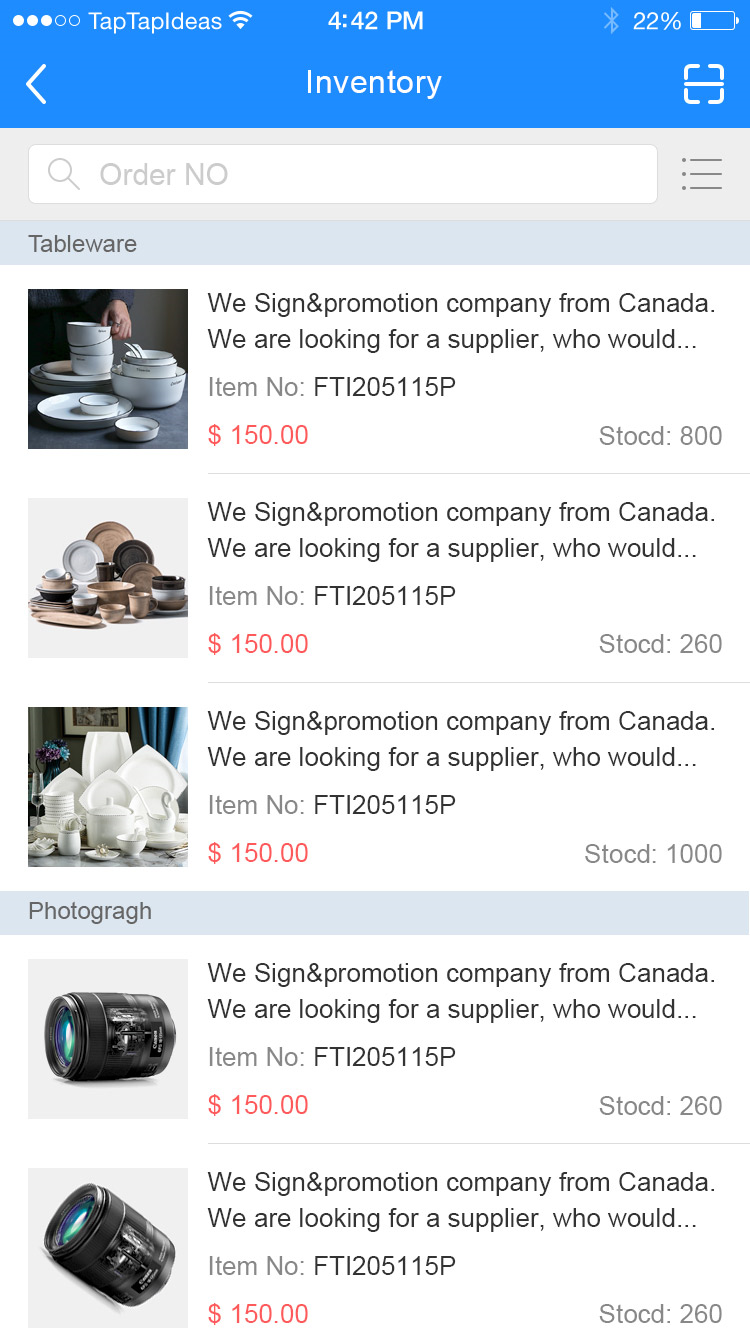 TapTapIdeas 4:42 PM 22%
Inventory
Order NO
Tableware
We Sign&promotion company from Canada.
We are looking for a supplier, who would...
Item No: FTI205115P
$ 150.00 Stocd: 800
We Sign&promotion company from Canada.
We are looking for a supplier, who would...
Item No: FTI205115P
$ 150.00 Stocd: 260
We Sign&promotion company from Canada.
We are looking for a supplier, who would...
Item No: FTI205115P
$ 150.00 Stocd: 1000
Photogragh
We Sign&promotion company from Canada.
We are looking for a supplier, who would...
Item No: FTI205115P
$ 150.00 Stocd: 260
We Sign&promotion company from Canada.
We are looking for a supplier, who would...
Item No: FTI205115P
$ 150.00 Stocd: 260